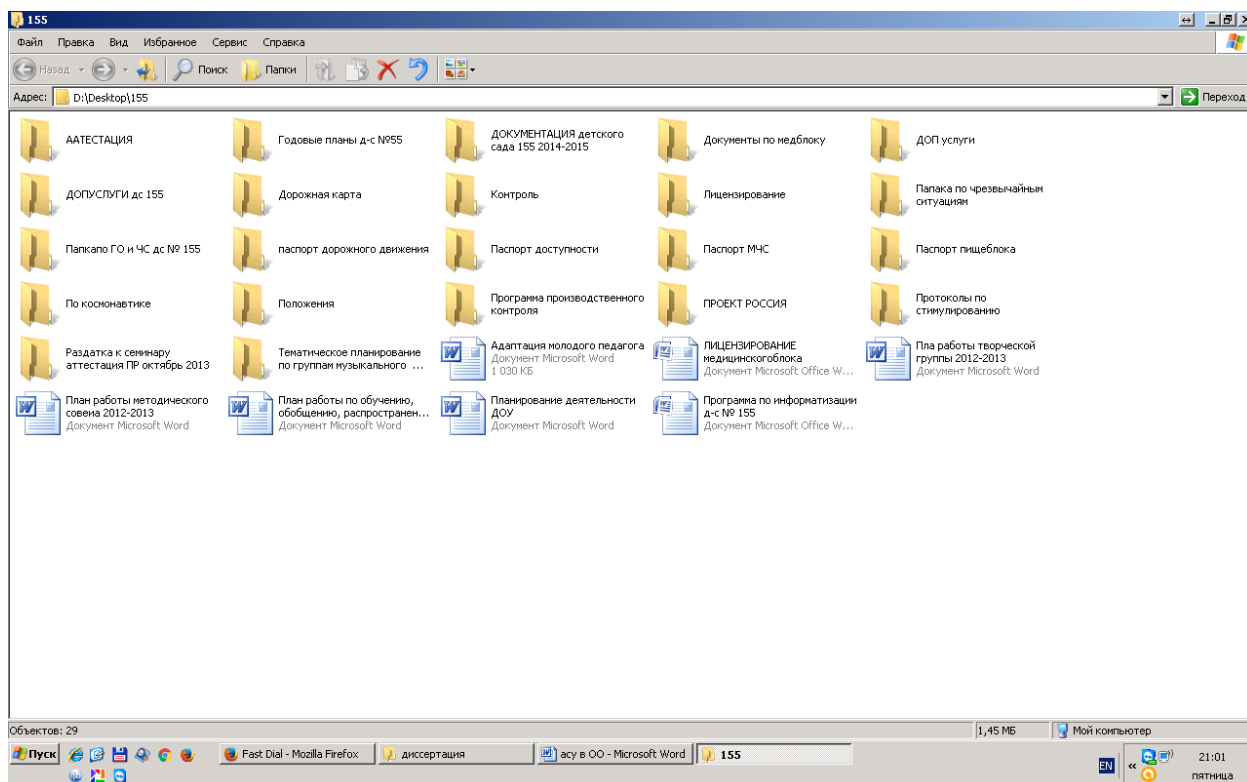 155
Файл Правка Вид Избранное Сервис Справка
Назад Поиск Папки
Адрес: D:\Desktop\155 Переход
ААТЕСТАЦИЯ
Годовые планы д-с №55
ДОКУМЕНТАЦИЯ детского
сада 155 2014-2015
Документы по медблоку
ДОП услуги
ДОПУСЛУГИ дс 155
Дорожная карта
Контроль
Лицензирование
Папака по чрезвычайным
ситуациям
Папкапо ГО и ЧС дс № 155
паспорт дорожного движения
Паспорт доступности
Паспорт МЧС
Паспорт пищеблока
По космонавтике
Положения
Программа производственного
контроля
ПРОЕКТ РОССИЯ
Протоколы по
стимулированию
Раздатка к семинару
аттестация ПР октябрь 2013
Тематическое планирование
по группам музыкального ...
Адаптация молодого педагога
Документ Microsoft Word
1 030 КБ
ЛИЦЕНЗИРОВАНИЕ
медицинскогоблока
Документ Microsoft Office W...
Пла работы творческой
группы 2012-2013
Документ Microsoft Word
План работы методического
совеиа 2012-2013
Документ Microsoft Word
План работы по обучению,
обобщению, распространен...
Документ Microsoft Word
Планирование деятельности
ДОУ
Документ Microsoft Word
Программа по информатизации
д-с № 155
Документ Microsoft Office W...
Объектов: 29 1,45 МБ Мой компьютер
Пуск Fast Dial - Mozilla Firefox диссертация асу в ОО - Microsoft Word 155 EN « 21:01
пятница